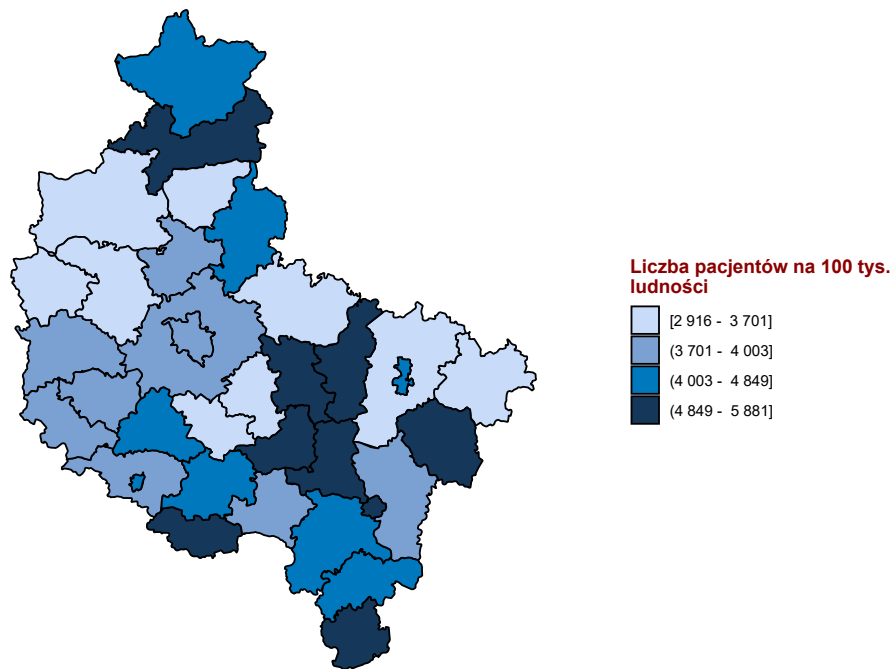 Liczba pacjentów na 100 tys.
ludności
[2 916 - 3 701]
(3 701 - 4 003]
(4 003 - 4 849]
(4 849 - 5 881]